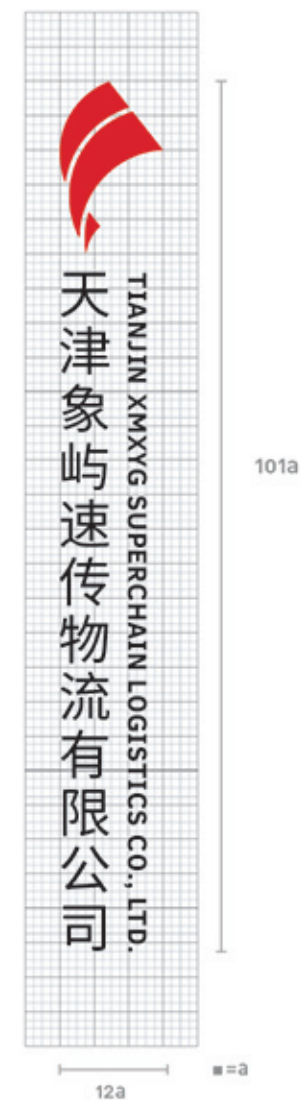 天津象屿速传物流有限公司
TIANJIN XMXYG SUPERCHAIN LOGISTICS CO., LTD.
101a
12a
=a